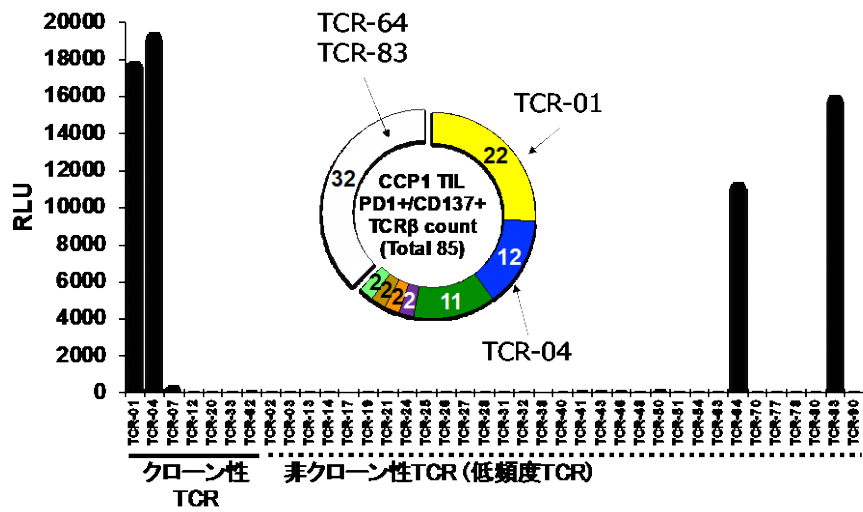 20000
18000
16000
14000
12000
10000
8000
6000
4000
2000
0
RLU
TCR-64
TCR-83
TCR-01
TCR-04
22
12
11
2
2
2
2
32
CCP1 TIL
PD1+/CD137+
TCRβ count
(Total 85)
TCR-01
TCR-04
TCR-07
TCR-12
TCR-20
TCR-33
TCR-62
TCR-02
TCR-03
TCR-13
TCR-14
TCR-17
TCR-19
TCR-21
TCR-24
TCR-25
TCR-26
TCR-27
TCR-28
TCR-31
TCR-32
TCR-38
TCR-39
TCR-40
TCR-41
TCR-43
TCR-46
TCR-48
TCR-50
TCR-51
TCR-54
TCR-63
TCR-64
TCR-70
TCR-77
TCR-78
TCR-80
TCR-83
TCR-90
クローン性
TCR
非クローン性TCR（低頻度TCR）